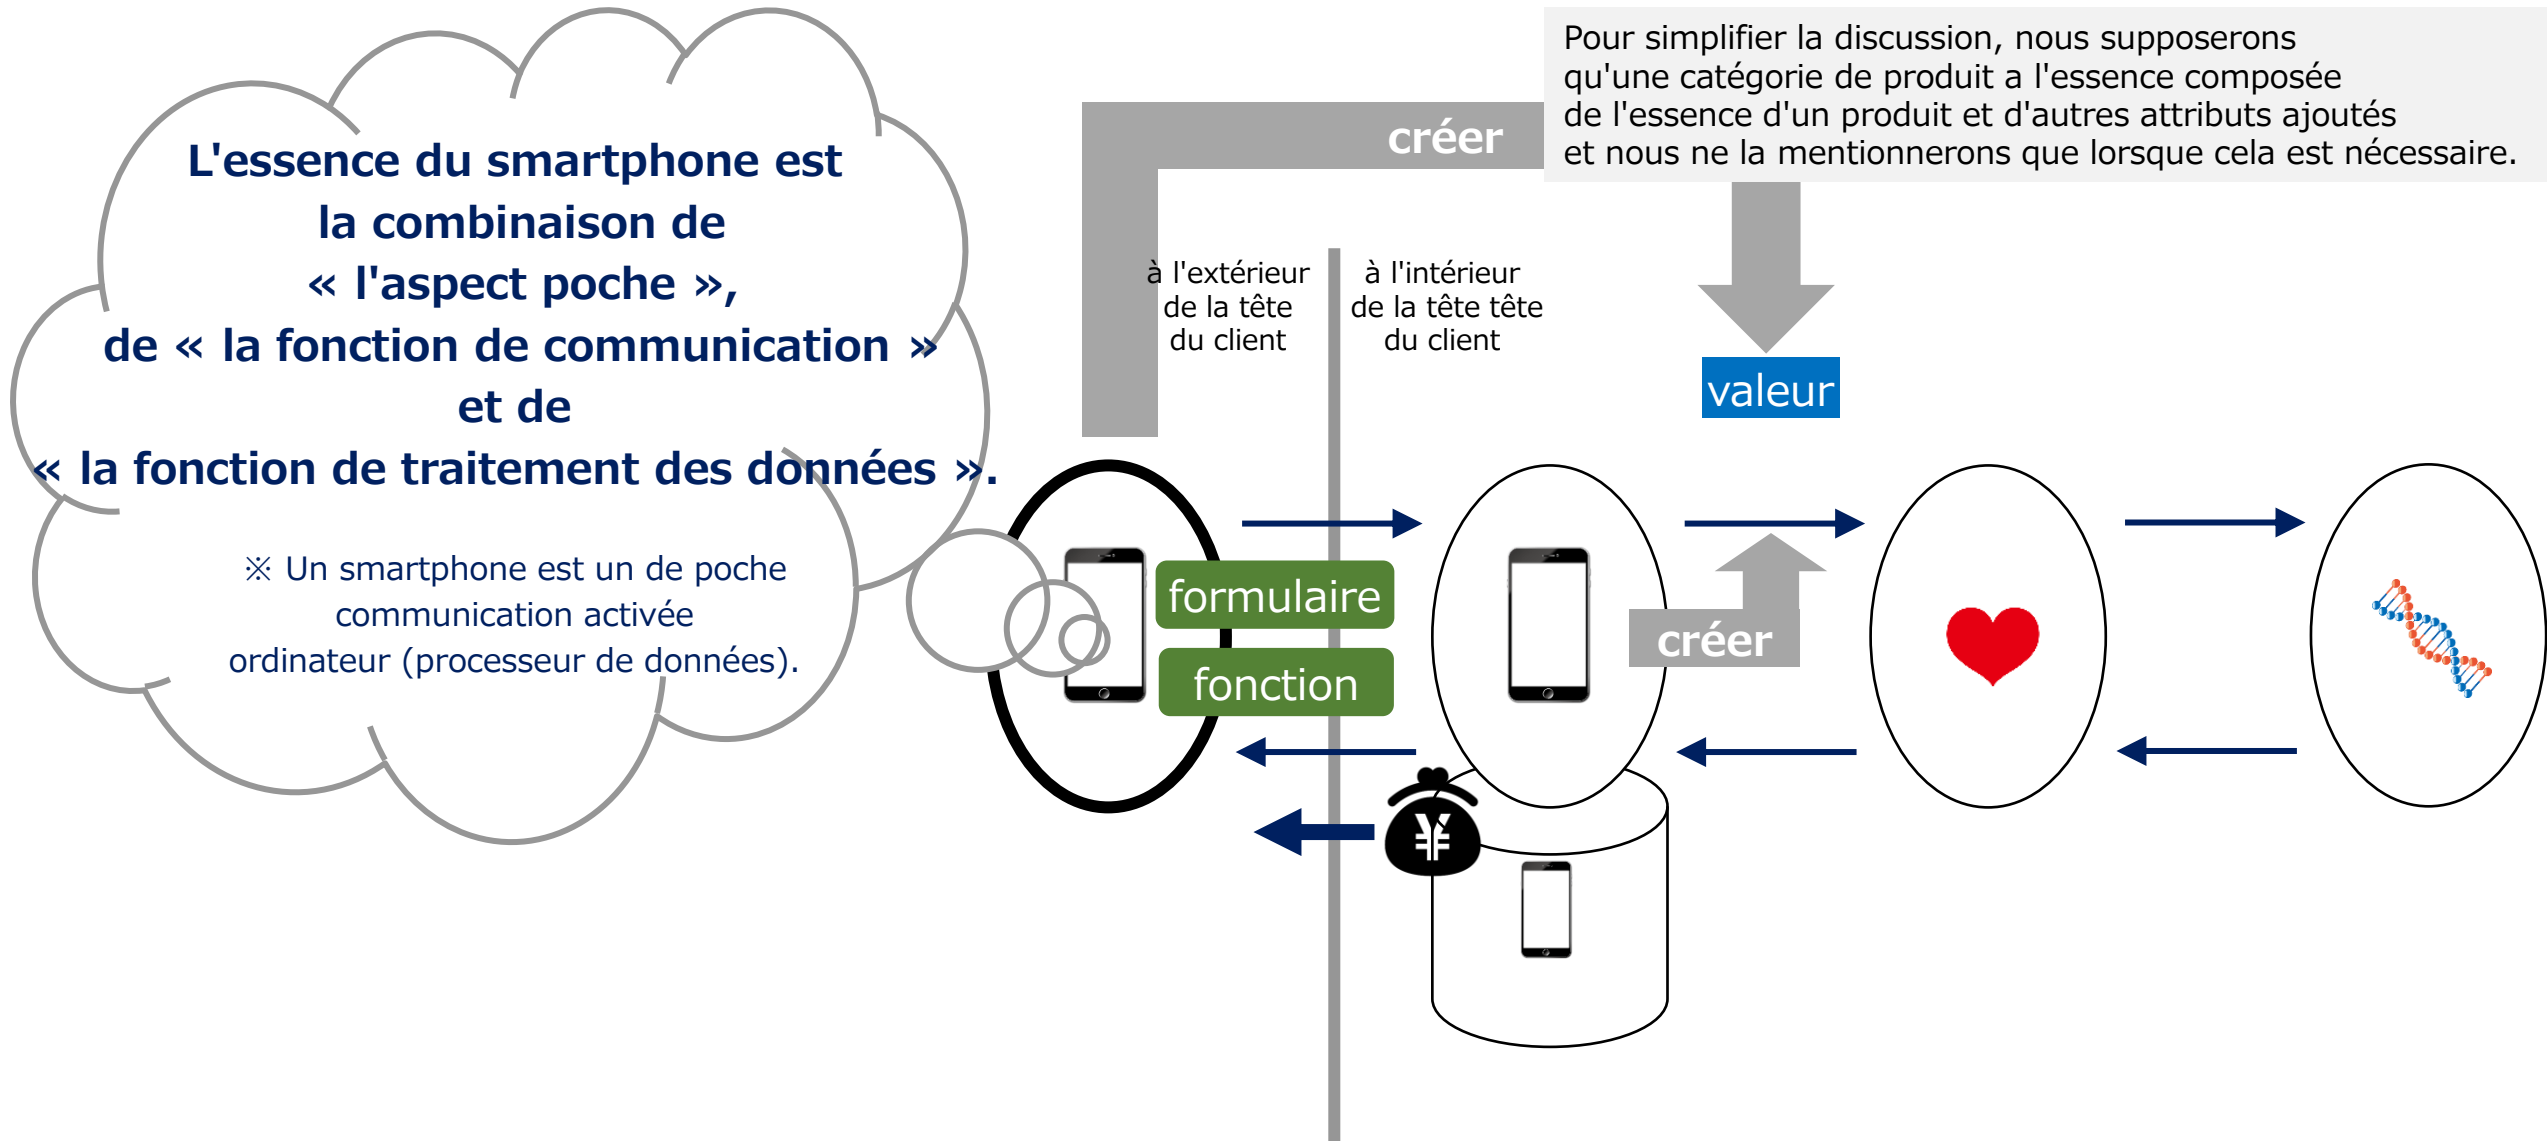 L'essence du smartphone est
la combinaison de
« l'aspect poche »,
de « la fonction de communication »
et de
« la fonction de traitement des données ».
※ Un smartphone est un de poche
communication activée
ordinateur (processeur de données).
Pour simplifier la discussion, nous supposerons
qu'une catégorie de produit a l'essence composée
de l'essence d'un produit et d'autres attributs ajoutés
et nous ne la mentionnerons que lorsque cela est nécessaire.
créer
à l'extérieur
de la tête
du client
à l'intérieur
de la tête tête
du client
valeur
formulaire
fonction
créer
¥